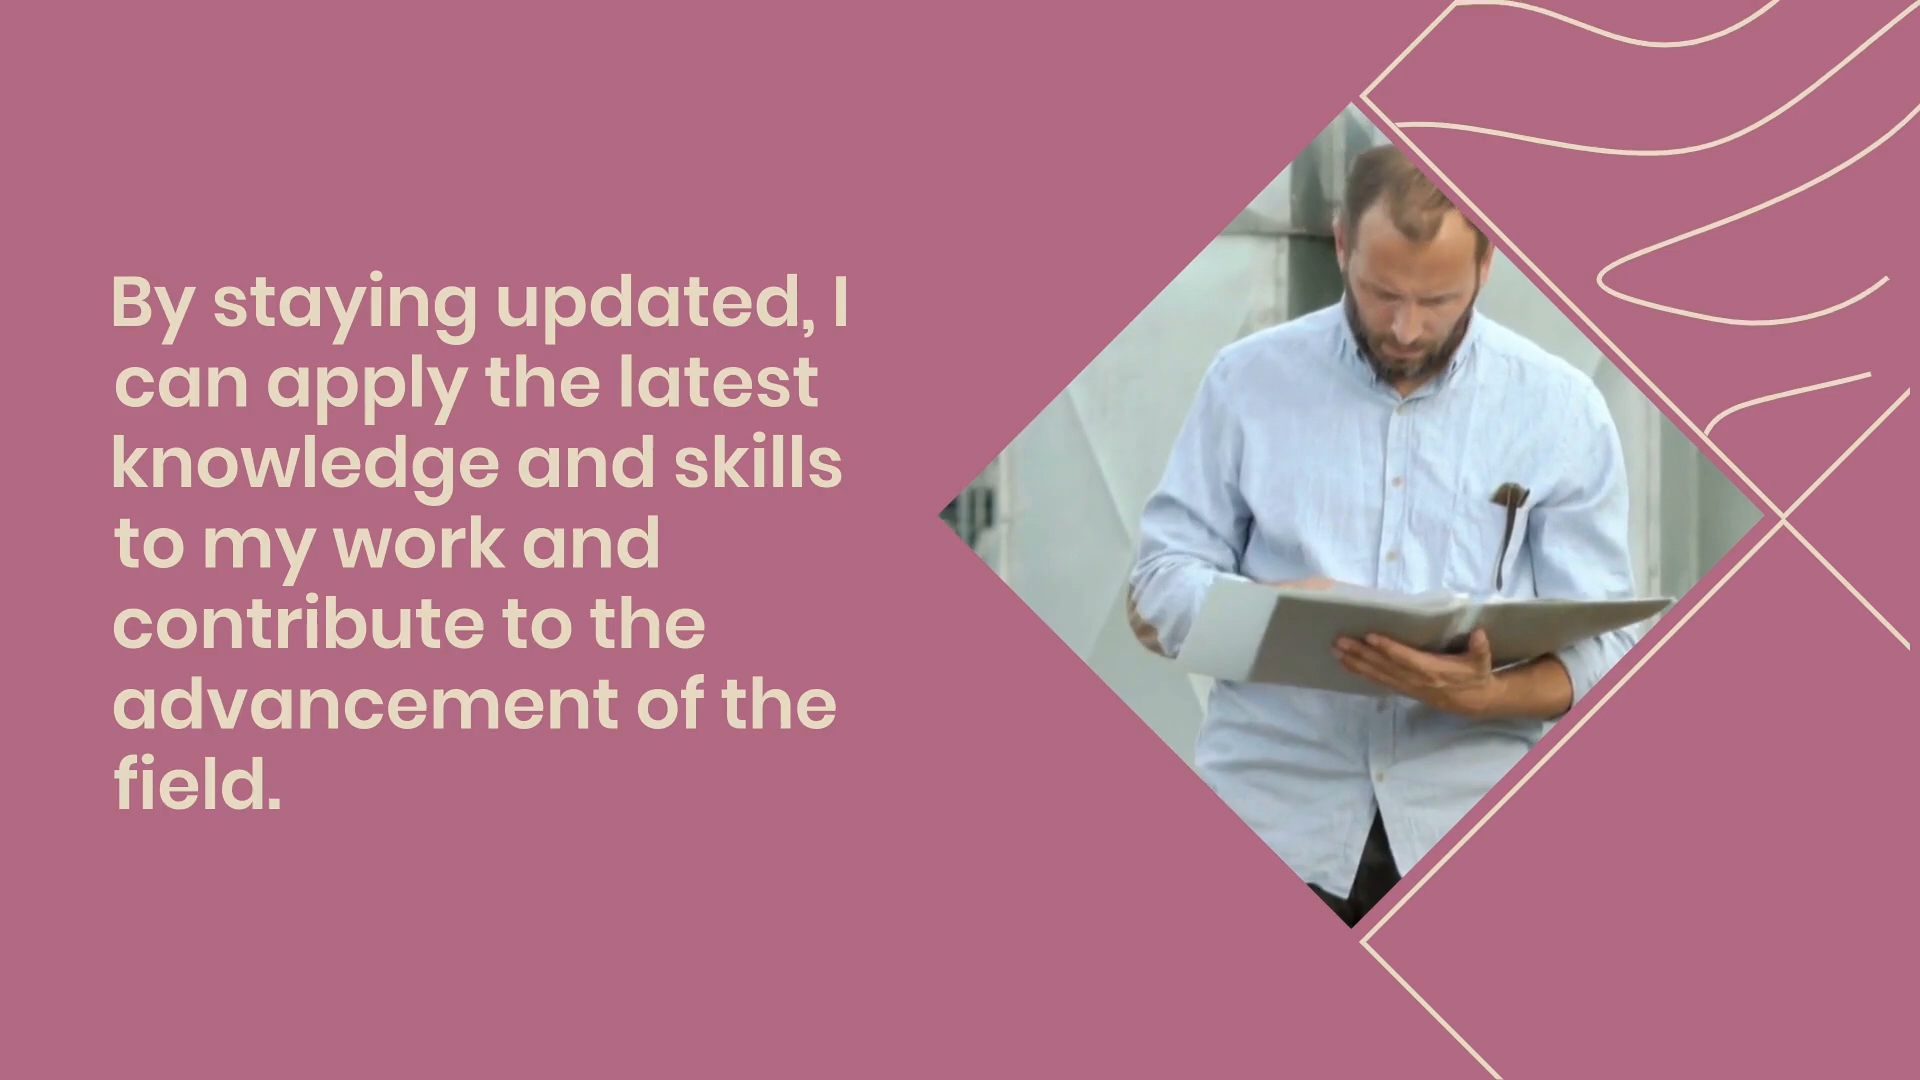 By staying updated, I
can apply the latest
knowledge and skills
to my work and
contribute to the
advancement of the
field.